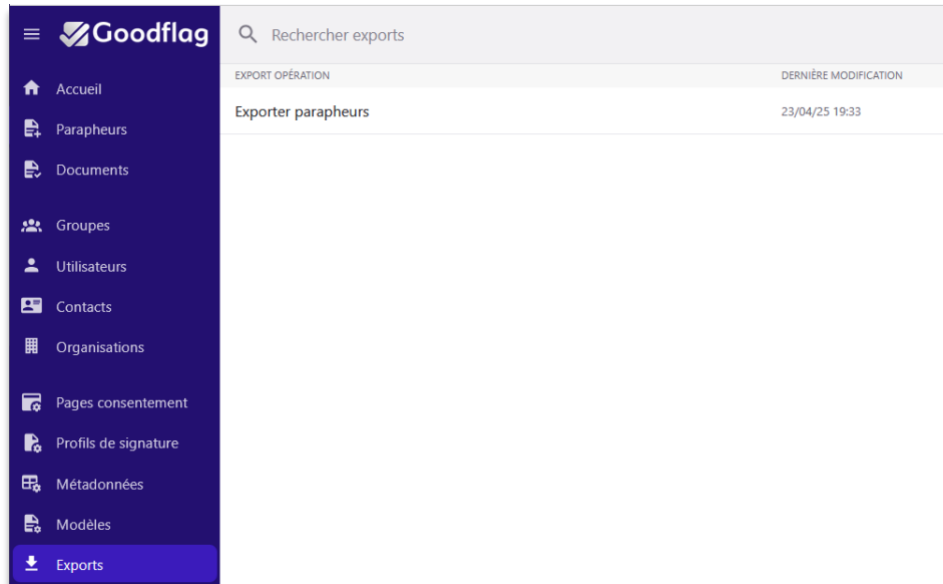 Goodflag
Rechercher exports
EXPORT OPÉRATION
DERNIÈRE MODIFICATION
Exporter parapheurs
23/04/25 19:33
Accueil
Parapheurs
Documents
Groupes
Utilisateurs
Contacts
Organisations
Pages consentement
Profils de signature
Métadonnées
Modèles
Exports